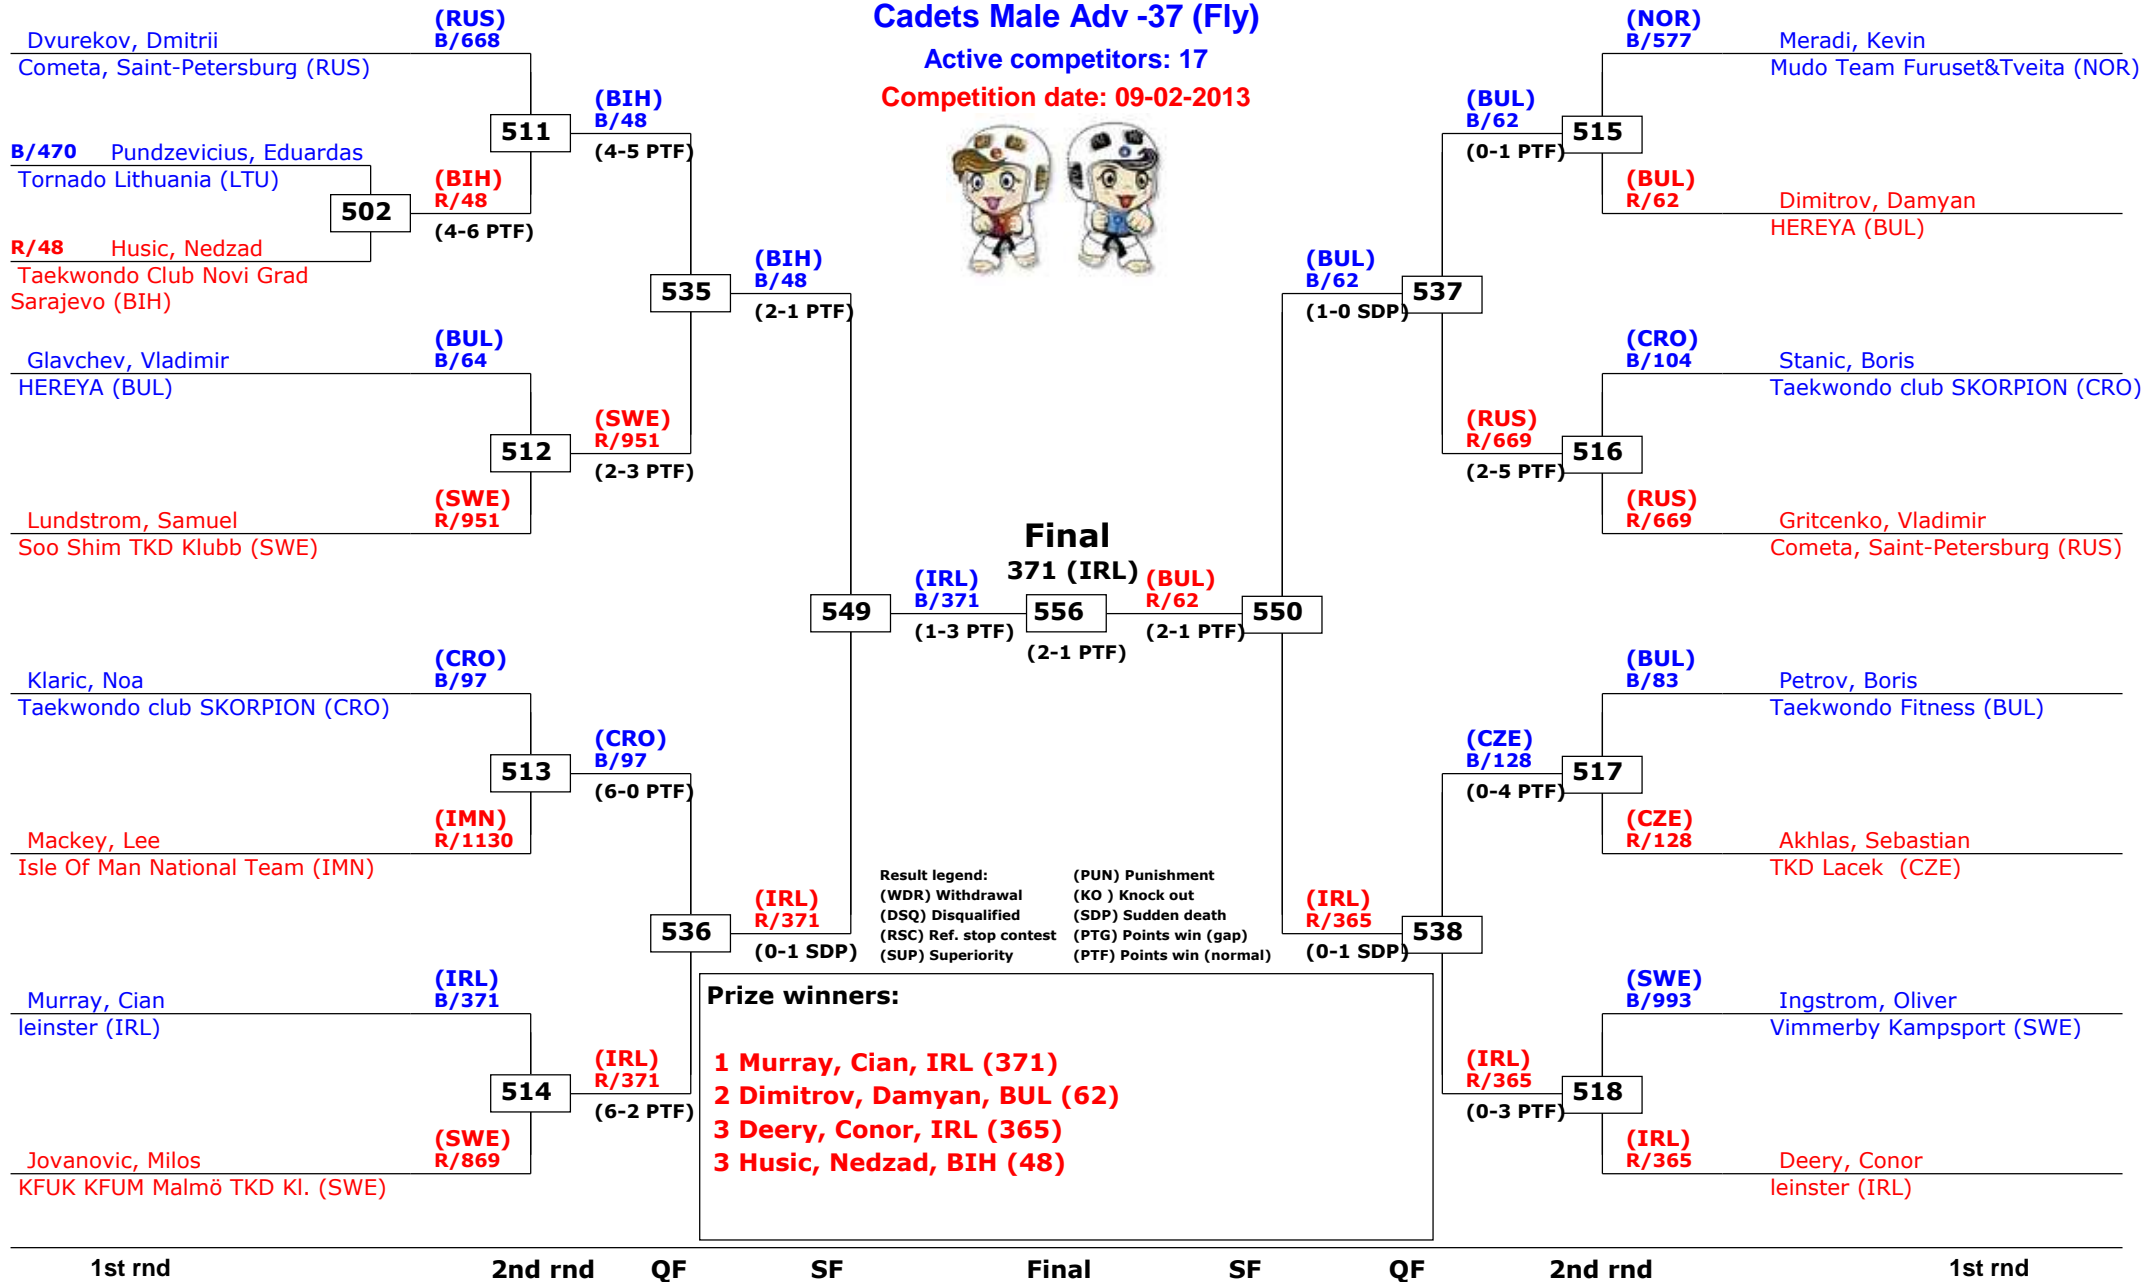 Cadets Male Adv -37 (Fly)
Active competitors: 17
Competition date: 09-02-2013
Dvurekov, Dmitrii
(RUS)
B/668
Cometa, Saint-Petersburg (RUS)
B/470 Pundzevicius, Eduardas
Tornado Lithuania (LTU)
502
R/48 Husic, Nedzad
Taekwondo Club Novi Grad
Sarajevo (BIH)
(BIH)
R/48
(4-6 PTF)
511
(BIH)
B/48
(4-5 PTF)
Glavchev, Vladimir
(BUL)
B/64
HEREYA (BUL)
512
(SWE)
R/951
(2-3 PTF)
Lundstrom, Samuel
(SWE)
R/951
Soo Shim TKD Klubb (SWE)
535
(BIH)
B/48
(2-1 PTF)
Klaric, Noa
(CRO)
B/97
Taekwondo club SKORPION (CRO)
513
(CRO)
B/97
(6-0 PTF)
Mackey, Lee
(IMN)
R/1130
Isle Of Man National Team (IMN)
536
(IRL)
R/371
(0-1 SDP)
Murray, Cian
(IRL)
B/371
leinster (IRL)
514
(IRL)
R/371
(6-2 PTF)
Jovanovic, Milos
(SWE)
R/869
KFUK KFUM Malmö TKD Kl. (SWE)
549
(IRL)
B/371
(1-3 PTF)
Final
371 (IRL)
556
(2-1 PTF)
(BUL)
R/62
(2-1 PTF)
550
(BUL)
B/62
(1-0 SDP)
537
(BUL)
B/62
(0-1 PTF)
515
(NOR)
B/577
Meradi, Kevin
Mudo Team Furuset&Tveita (NOR)
(BUL)
R/62
Dimitrov, Damyan
HEREYA (BUL)
(RUS)
R/669
(2-5 PTF)
516
(CRO)
B/104
Stanic, Boris
Taekwondo club SKORPION (CRO)
(RUS)
R/669
Gritcenko, Vladimir
Cometa, Saint-Petersburg (RUS)
(IRL)
R/365
(0-1 SDP)
538
(CZE)
B/128
(0-4 PTF)
517
(BUL)
B/83
Petrov, Boris
Taekwondo Fitness (BUL)
(CZE)
R/128
Akhlas, Sebastian
TKD Lacek (CZE)
(IRL)
R/365
(0-3 PTF)
518
(SWE)
B/993
Ingstrom, Oliver
Vimmerby Kampsport (SWE)
(IRL)
R/365
Deery, Conor
leinster (IRL)
Result legend:
(WDR) Withdrawal
(DSQ) Disqualified
(RSC) Ref. stop contest
(SUP) Superiority
(PUN) Punishment
(KO ) Knock out
(SDP) Sudden death
(PTG) Points win (gap)
(PTF) Points win (normal)
Prize winners:
1 Murray, Cian, IRL (371)
2 Dimitrov, Damyan, BUL (62)
3 Deery, Conor, IRL (365)
3 Husic, Nedzad, BIH (48)
1st rnd 2nd rnd QF SF Final SF QF 2nd rnd 1st rnd